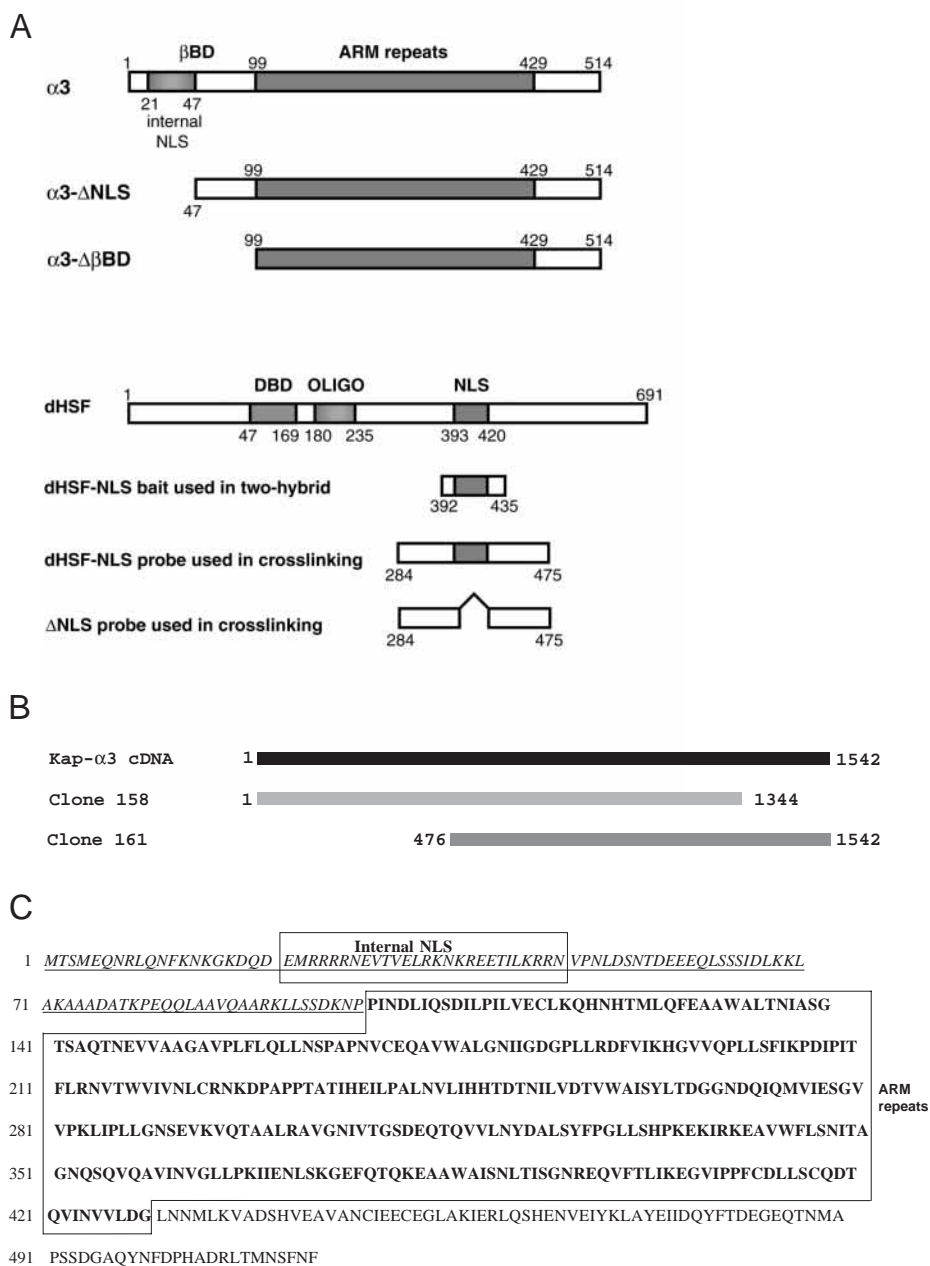 A
βBD
ARM repeats
1
99
429
514
α3
21
47
internal
NLS
99
429
514
α3-ΔNLS
47
99
429
514
α3-ΔβBD
DBD
OLIGO
NLS
1
691
dHSF
47
169
180
235
393
420
dHSF-NLS bait used in two-hybrid
392
435
dHSF-NLS probe used in crosslinking
284
475
ΔNLS probe used in crosslinking
284
475
B
Kap-α3 cDNA 1 1542
Clone 158 1 1344
Clone 161 476 1542
C
Internal NLS
1 MTSMEQNRLQNFKNKGKDQD EMRRRRNEVTVELRKNKREETILKRRN VPNLDSNTDEEEQLSSSIDLKKL
71 AKAAADATKPEQQLAAVQAARKLLSSDKNP PINDLIQSDILPILVECLKQHNHTMLQFEAAWALTNIASG
141 TSAQTNEVVAAGAVPLFLQLLNSPAPNVCEQAVWALGNIIGDGPLLRDFVIKHGVVQPLLSFIKPDIPIT
211 FLRNVTWVIVNLCRNKDPAPPTATIHEILPALNVLIHHTDTNILVDTVWAISYLTDGGNDQIQMVIESGV
ARM
repeats
281 VPKLIPLLGNSEVKVQTAALRAVGNIVTGSDEQTQVVLNYDALSYFPGLLSHPKEKIRKEAVWFLSNITA
351 GNQSQVQAVINVGLLPKIIENLSKGEFQTQKEAAWAISNLTISGNREQVFTLIKEGVIPPFCDLLSCQDT
421 QVINVVLDG LNNMLKVADSHVEAVANCIEECEGLAKIERLQSHENVEIYKLAYEIIDQYFTDEGEQTNMA
491 PSSDGAQYNFDPHADRLTMNSFNF